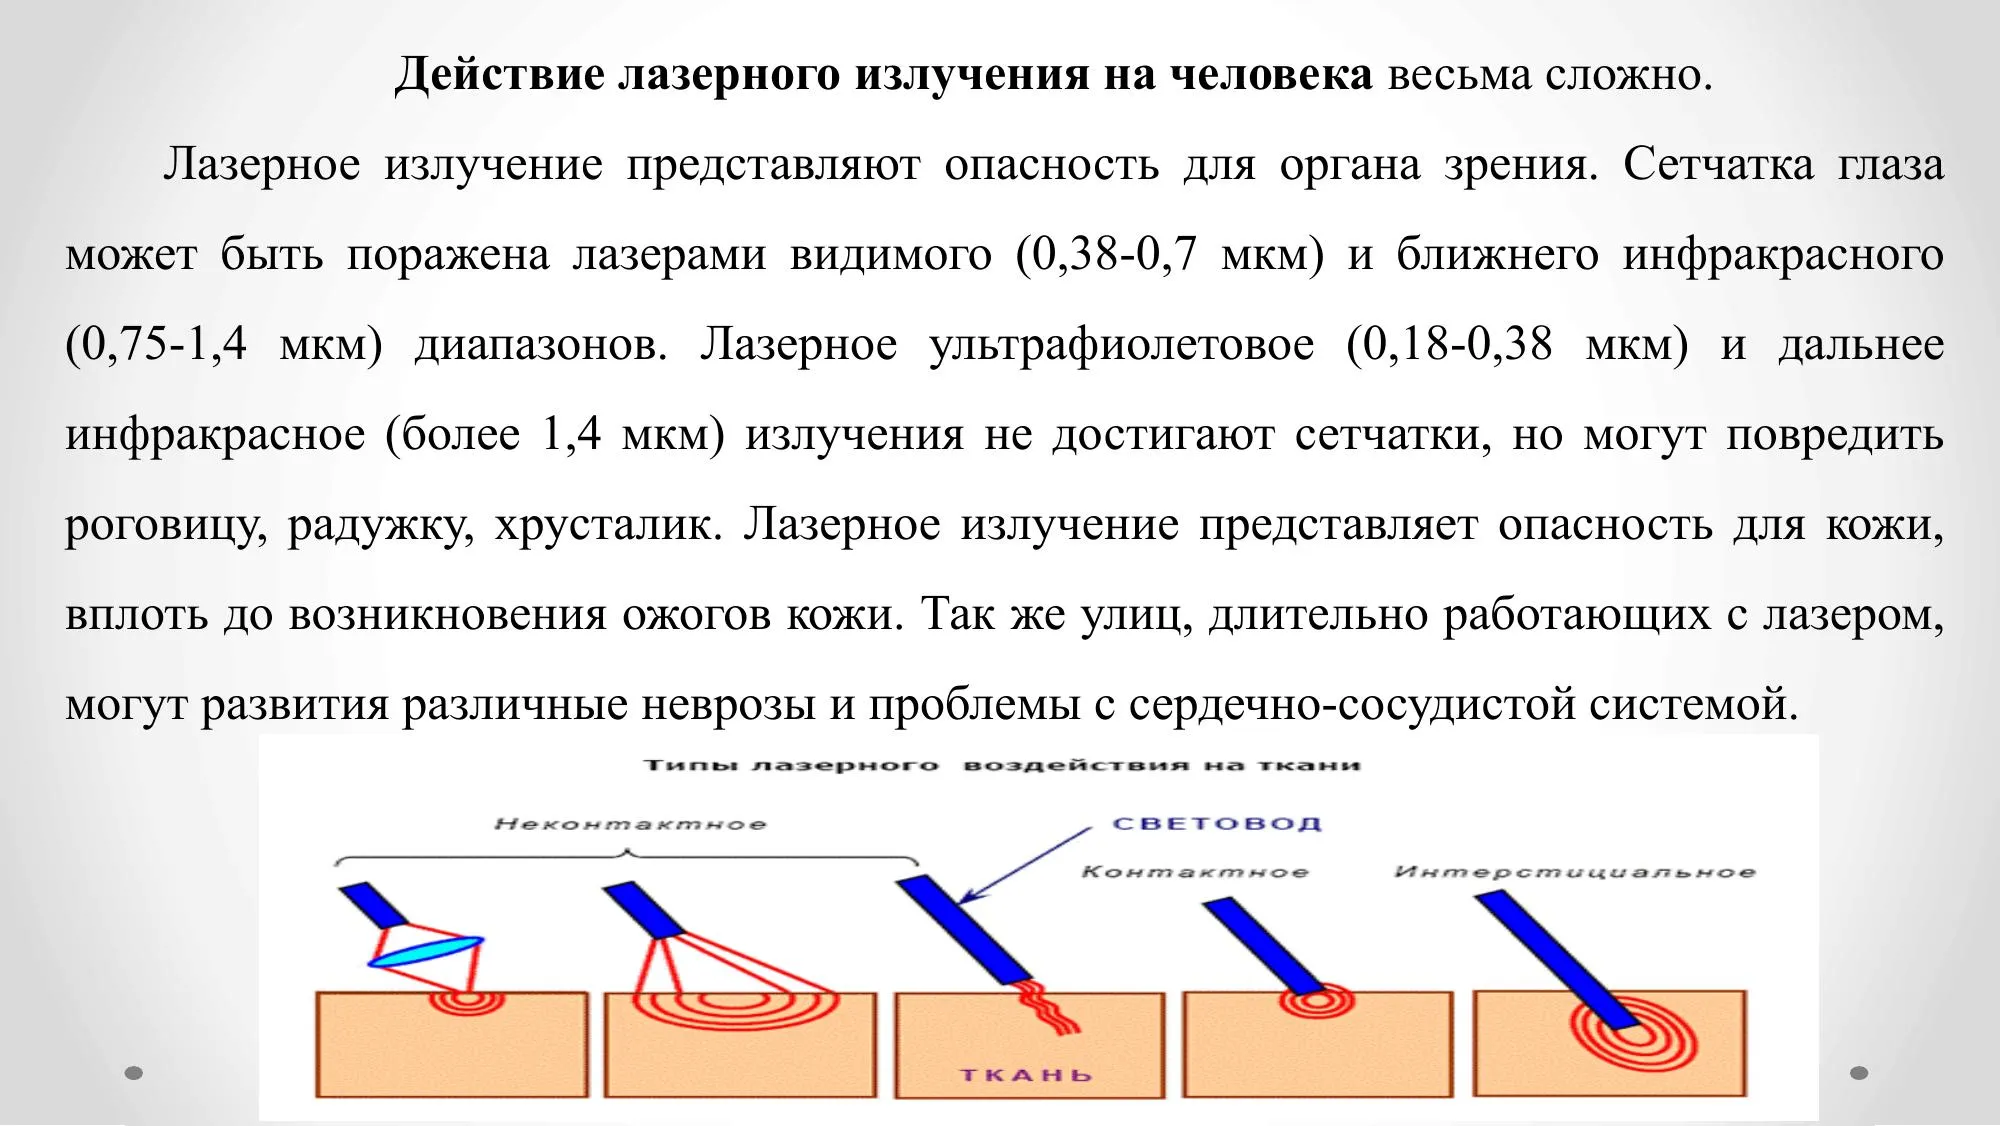 Действие лазерного излучения на человека весьма сложно.
Лазерное излучение представляют опасность для органа зрения. Сетчатка глаза
может быть поражена лазерами видимого (0,38-0,7 мкм) и ближнего инфракрасного
(0,75-1,4 мкм) диапазонов. Лазерное ультрафиолетовое (0,18-0,38 мкм) и дальнее
инфракрасное (более 1,4 мкм) излучения не достигают сетчатки, но могут повредить
роговицу, радужку, хрусталик. Лазерное излучение представляет опасность для кожи,
вплоть до возникновения ожогов кожи. Так же улиц, длительно работающих с лазером,
могут развития различные неврозы и проблемы с сердечно-сосудистой системой.
Типы лазерного воздействия на ткани
Неконтактное
СВЕТОВОД
Контактное
Интерстициальное
ТКАНЬ